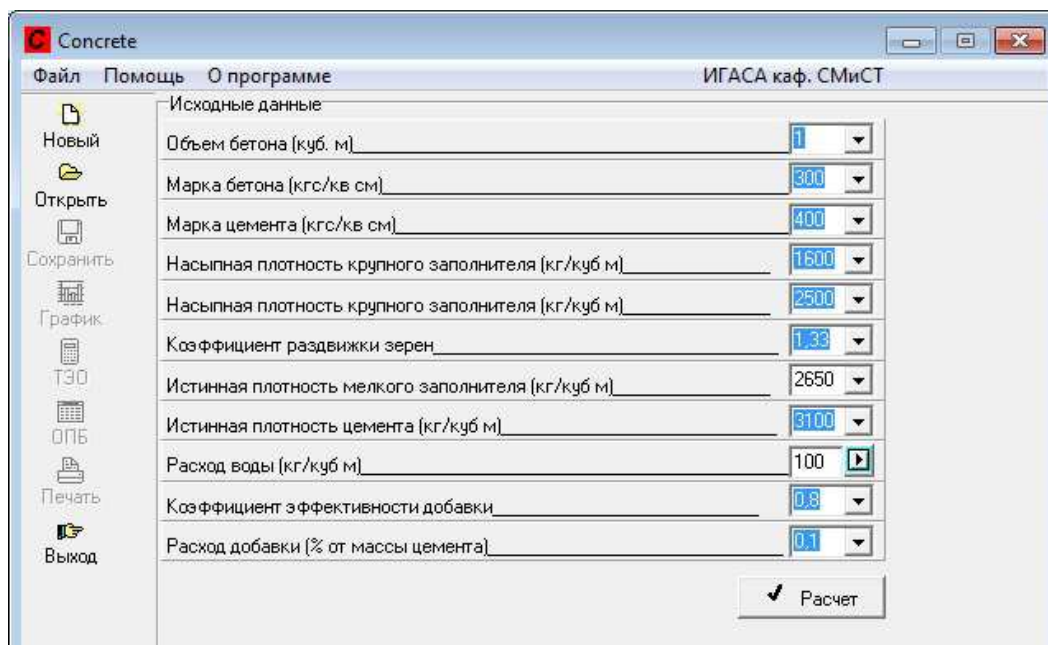 Concrete
Файл Помощь О программе ИГАСА каф. СМиСТ
Новый
Открыть
Сохранить
График
ТЭО
ОПБ
Печать
Выход
Исходные данные
Объем бетона (куб. м) 1
Марка бетона (кгс/кв см) 300
Марка цемента (кгс/кв см) 400
Насыпная плотность крупного заполнителя (кг/куб м) 1600
Насыпная плотность крупного заполнителя (кг/куб м) 2500
Коэффициент раздвижки зерен 1,33
Истинная плотность мелкого заполнителя (кг/куб м) 2650
Истинная плотность цемента (кг/куб м) 3100
Расход воды (кг/куб м) 100
Коэффициент эффективности добавки 0,8
Расход добавки (% от массы цемента) 0,1
Расчет